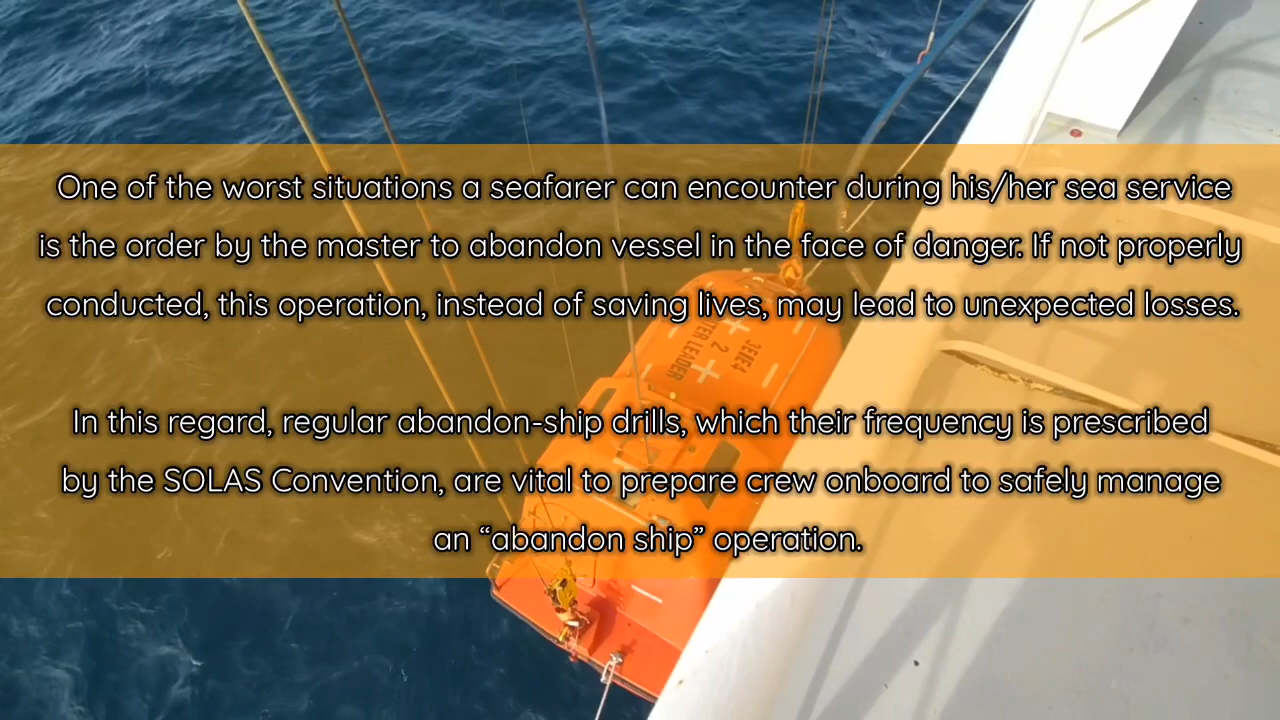 One of the worst situations a seafarer can encounter during his/her sea service
is the order by the master to abandon vessel in the face of danger. If not properly
conducted, this operation, instead of saving lives, may lead to unexpected losses.
In this regard, regular abandon-ship drills, which their frequency is prescribed
by the SOLAS Convention, are vital to prepare crew onboard to safely manage
an “abandon ship” operation.
JEIE4
2
LEADER